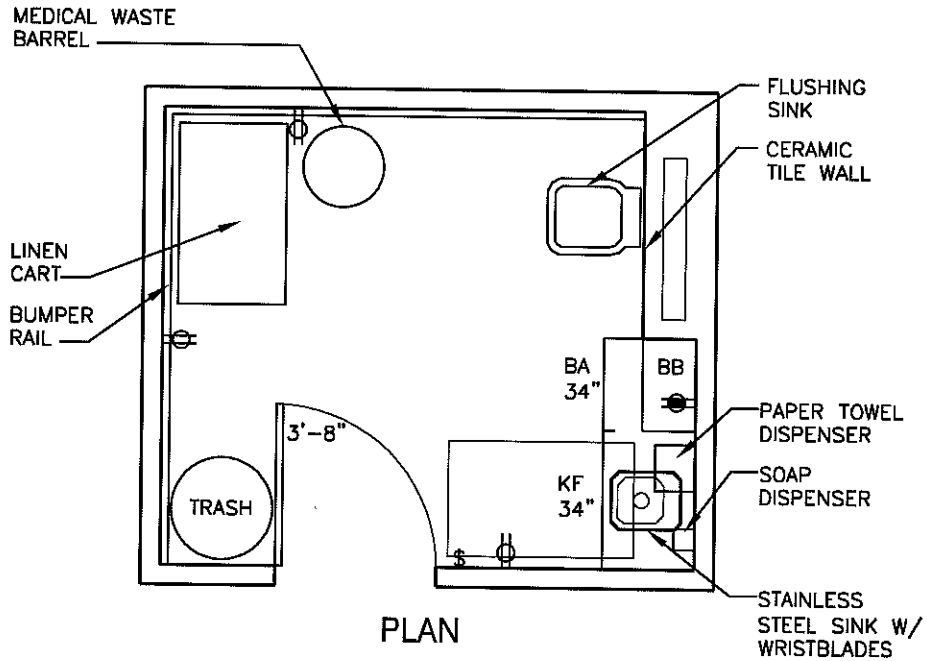 MEDICAL WASTE
BARREL
FLUSHING
SINK
CERAMIC
TILE WALL
LINEN
CART
BUMPER
RAIL
BA
34"
BB
3'-8"
PAPER TOWEL
DISPENSER
KF
34"
SOAP
DISPENSER
TRASH
$
STAINLESS
STEEL SINK W/
WRISTBLADES
PLAN